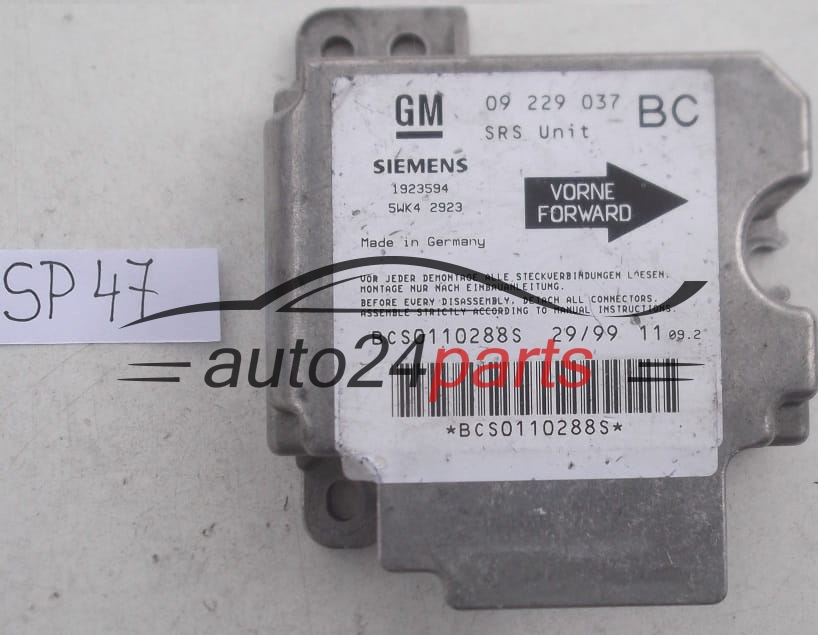 GM 09 229 037 BC
SRS Unit
SIEMENS
1923594
5WK4 2923
VORNE
FORWARD
Made in Germany
VOR JEDER DEMONTAGE ALLE STECKVERBINDUNGEN LOESEN.
MONTAGE NUR NACH EINBAUANLEITUNG.
BEFORE EVERY DISASSEMBLY, DETACH ALL CONNECTORS.
ASSEMBLE STRICTLY ACCORDING TO MANUAL INSTRUCTIONS.
BCS0110288S 29/99 11 09.2
auto24parts
*BCS0110288S*
SP47